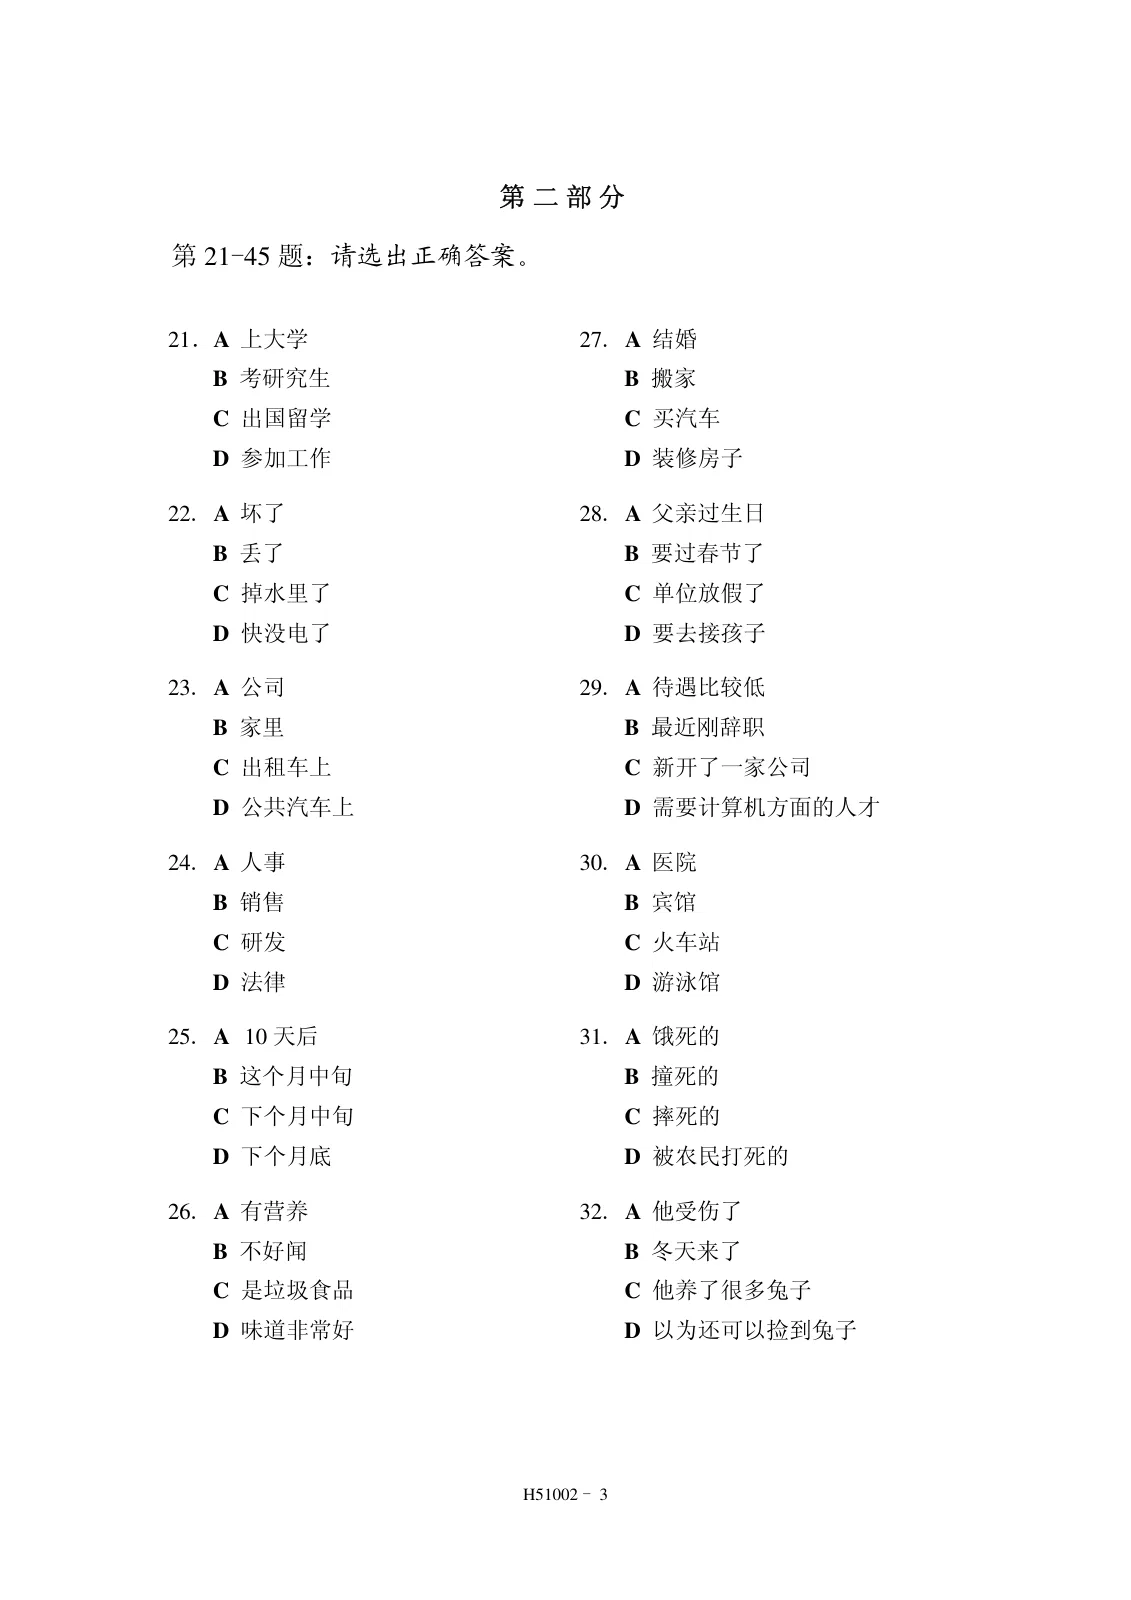 第二部分
第 21-45 题：请选出正确答案。
21. A 上大学
B 考研究生
C 出国留学
D 参加工作
22. A 坏了
B 丢了
C 掉水里了
D 快没电了
23. A 公司
B 家里
C 出租车上
D 公共汽车上
24. A 人事
B 销售
C 研发
D 法律
25. A 10 天后
B 这个月中旬
C 下个月中旬
D 下个月底
26. A 有营养
B 不好闻
C 是垃圾食品
D 味道非常好
27. A 结婚
B 搬家
C 买汽车
D 装修房子
28. A 父亲过生日
B 要过春节了
C 单位放假了
D 要去接孩子
29. A 待遇比较低
B 最近刚辞职
C 新开了一家公司
D 需要计算机方面的人才
30. A 医院
B 宾馆
C 火车站
D 游泳馆
31. A 饿死的
B 撞死的
C 摔死的
D 被农民打死的
32. A 他受伤了
B 冬天来了
C 他养了很多兔子
D 以为还可以捡到兔子
H51002- 3